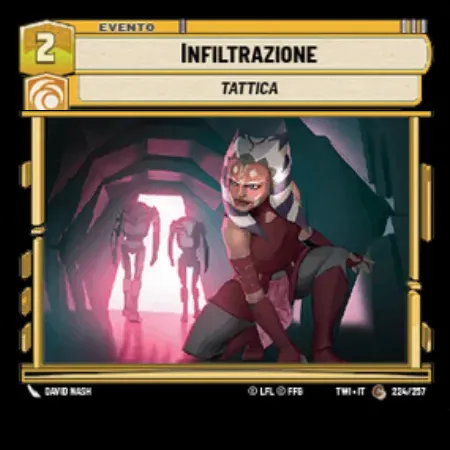 EVENTO
2
INFILTRAZIONE
TATTICA
DAVID NASH
© LFL © FFG
TWI • IT
224/257